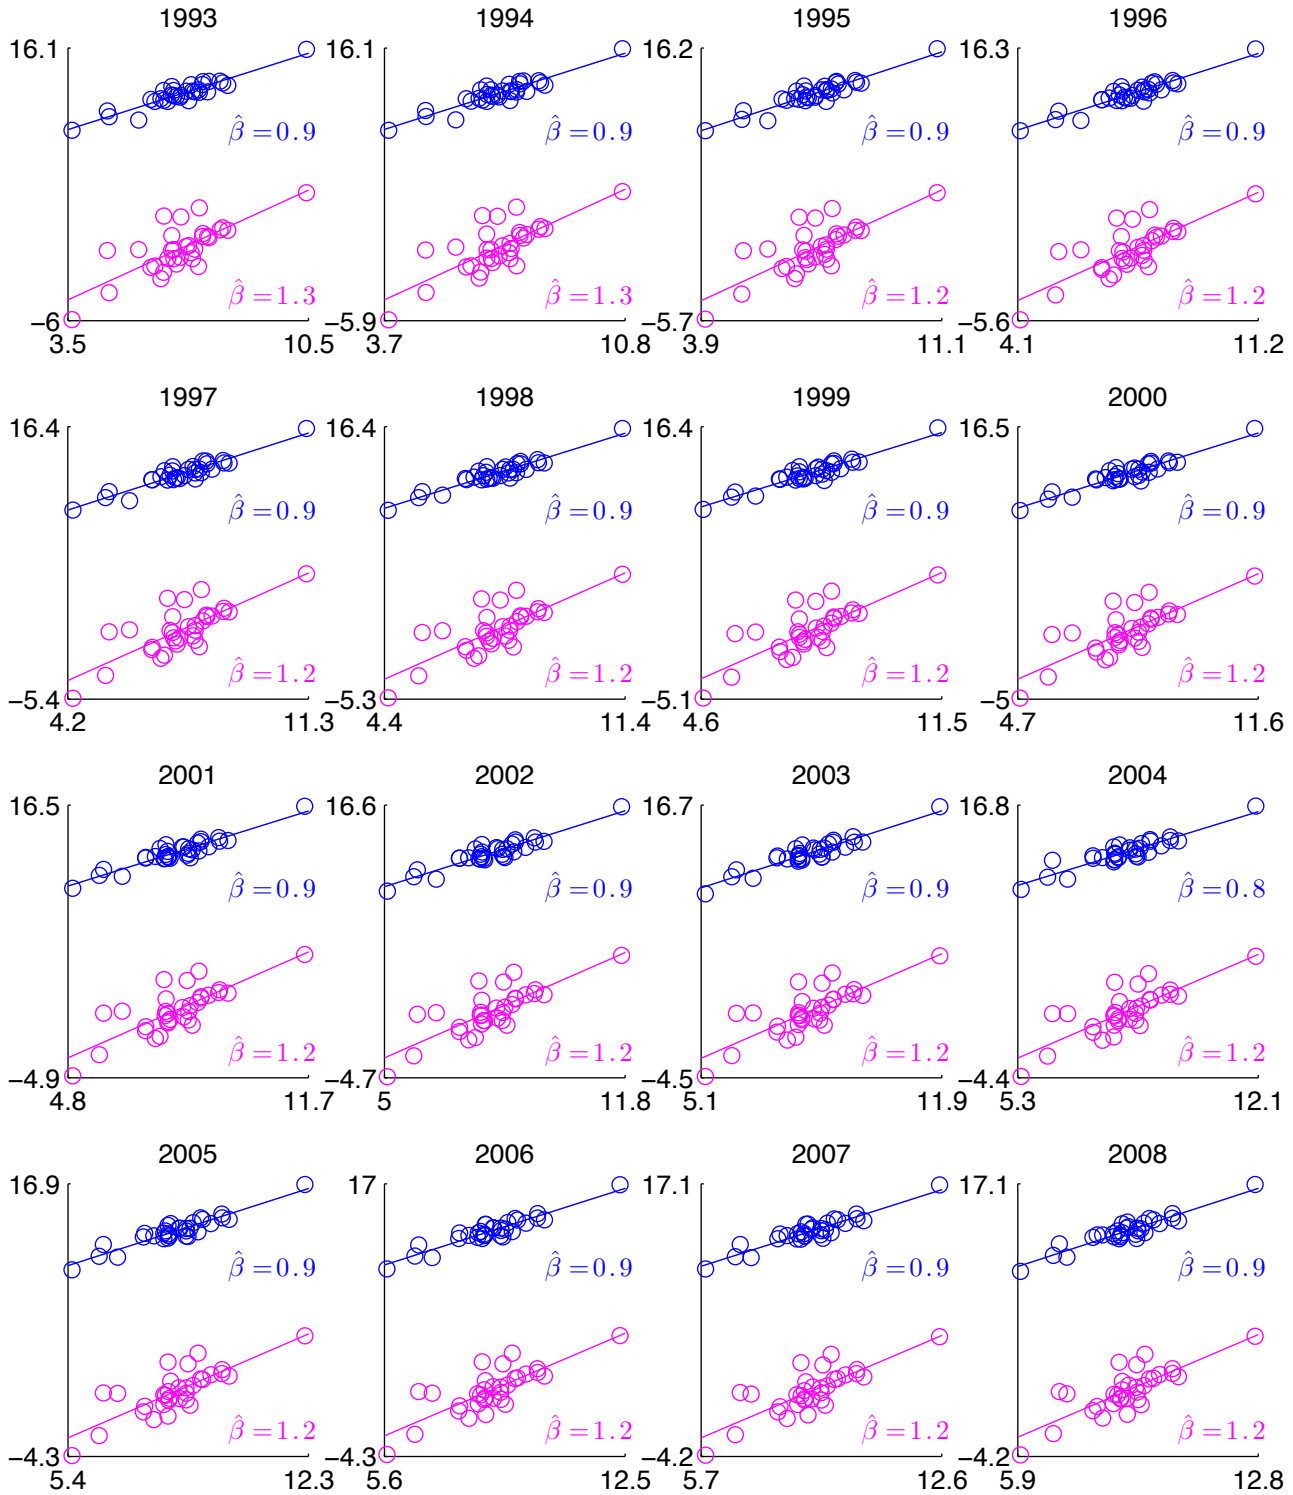 1993 1994 1995 1996
16.1 16.1 16.2 16.3
β̂ = 0.9 β̂ = 0.9 β̂ = 0.9 β̂ = 0.9
β̂ = 1.3 β̂ = 1.3 β̂ = 1.2 β̂ = 1.2
−6 −5.9 −5.7 −5.6
3.5 10.5 3.7 10.8 3.9 11.1 4.1 11.2
1997 1998 1999 2000
16.4 16.4 16.4 16.5
β̂ = 0.9 β̂ = 0.9 β̂ = 0.9 β̂ = 0.9
β̂ = 1.2 β̂ = 1.2 β̂ = 1.2 β̂ = 1.2
−5.4 −5.3 −5.1 −5
4.2 11.3 4.4 11.4 4.6 11.5 4.7 11.6
2001 2002 2003 2004
16.5 16.6 16.7 16.8
β̂ = 0.9 β̂ = 0.9 β̂ = 0.9 β̂ = 0.8
β̂ = 1.2 β̂ = 1.2 β̂ = 1.2 β̂ = 1.2
−4.9 −4.7 −4.5 −4.4
4.8 11.7 5 11.8 5.1 11.9 5.3 12.1
2005 2006 2007 2008
16.9 17 17.1 17.1
β̂ = 0.9 β̂ = 0.9 β̂ = 0.9 β̂ = 0.9
β̂ = 1.2 β̂ = 1.2 β̂ = 1.2 β̂ = 1.2
−4.3 −4.3 −4.2 −4.2
5.4 12.3 5.6 12.5 5.7 12.6 5.9 12.8